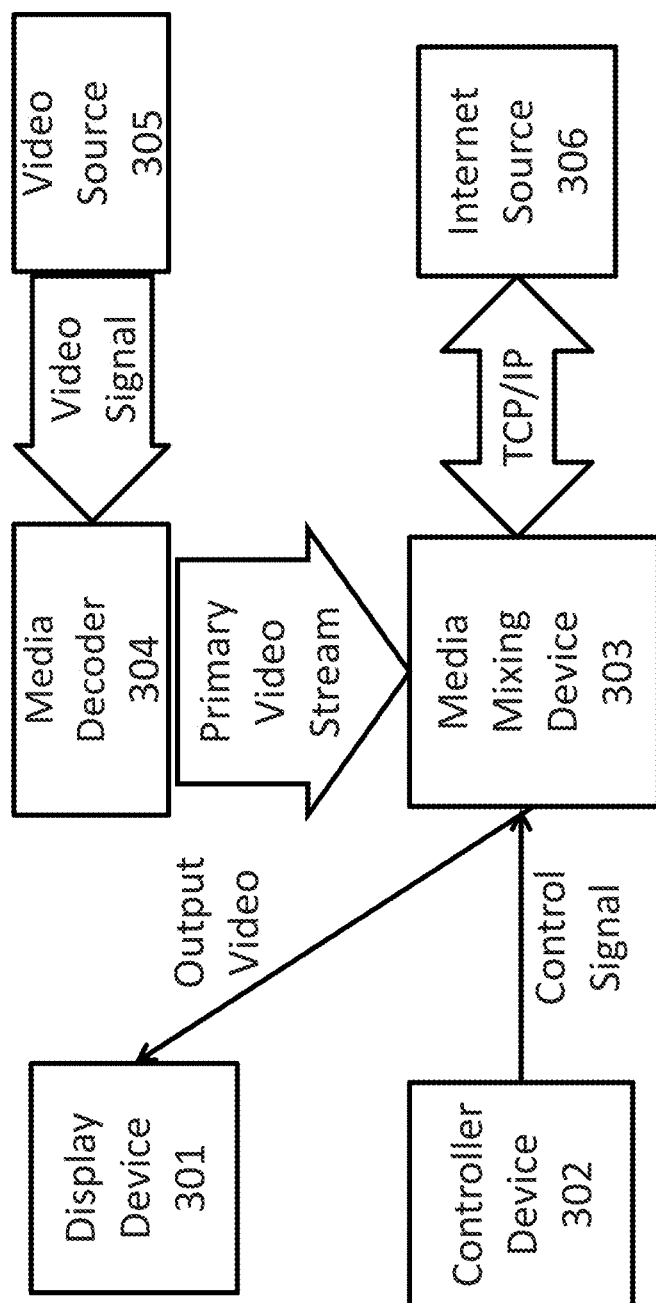 Display
Device
301
Output
Video
Media
Decoder
304
Video
Signal
Video
Source
305
Primary
Video
Stream
Controller
Device
302
Control
Signal
Media
Mixing
Device
303
TCP/IP
Internet
Source
306